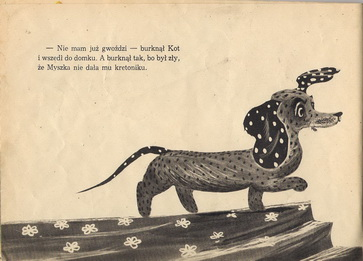 — Nie mam już gwoździ — burknął Kot
i wszedł do domku. A burknął tak, bo był zły,
że Myszka nie dała mu kretoniku.